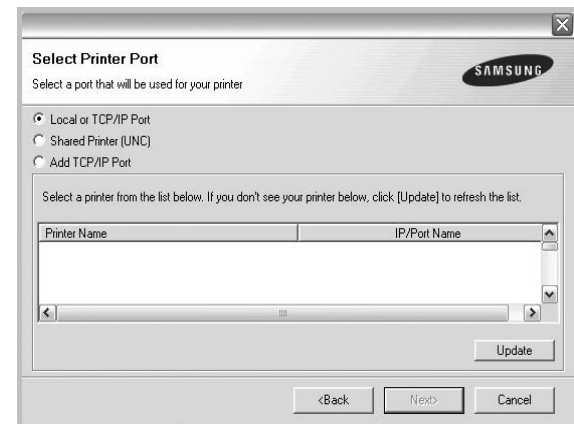 Select Printer Port
Select a port that will be used for your printer
SAMSUNG
Local or TCP/IP Port
Shared Printer (UNC)
Add TCP/IP Port
Select a printer from the list below. If you don't see your printer below, click [Update] to refresh the list.
Printer Name IP/Port Name
Update
<Back Next> Cancel